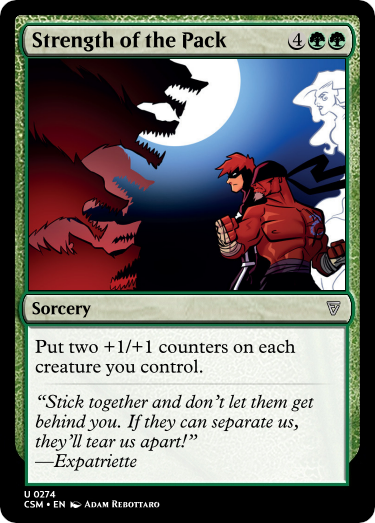 Strength of the Pack 4
Sorcery
Put two +1/+1 counters on each
creature you control.
“Stick together and don’t let them get
behind you. If they can separate us,
they’ll tear us apart!”
—Expatriette
U 0274
CSM • EN Adam Rebottaro